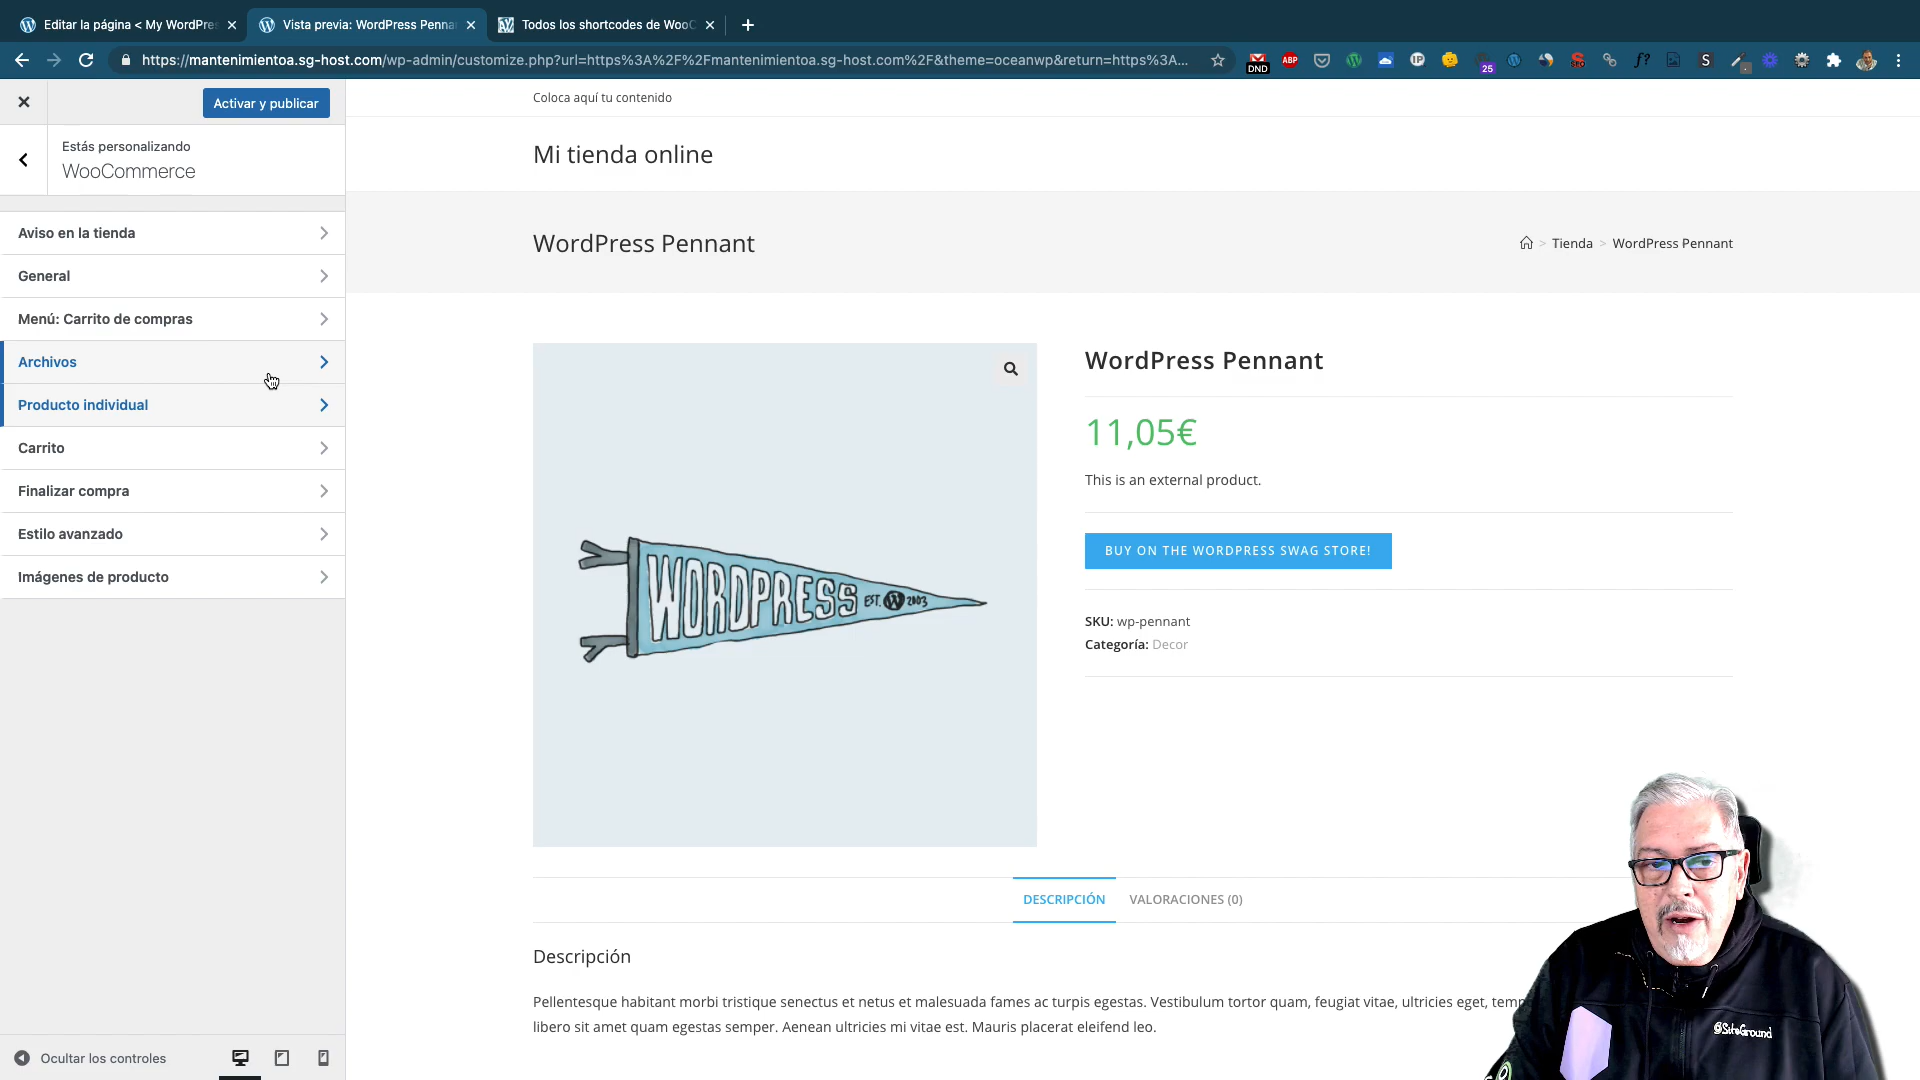 Editar la página < My WordPre
Vista previa: WordPress Penna
Todos los shortcodes de WooC
https://mantenimientoa.sg-host.com/wp-admin/customize.php?url=https%3A%2F%2Fmantenimientoa.sg-host.com%2F&theme=oceanwp&return=https%3A...
DND
ABP
IP
25
SEO
f?
S
Activar y publicar
Estás personalizando
WooCommerce
Aviso en la tienda
General
Menú: Carrito de compras
Archivos
Producto individual
Carrito
Finalizar compra
Estilo avanzado
Imágenes de producto
Ocultar los controles
Coloca aquí tu contenido
Mi tienda online
WordPress Pennant
> Tienda > WordPress Pennant
WORDPRESS EST. 2003
WordPress Pennant
11,05€
This is an external product.
BUY ON THE WORDPRESS SWAG STORE!
SKU: wp-pennant
Categoría: Decor
DESCRIPCIÓN
VALORACIONES (0)
Descripción
Pellentesque habitant morbi tristique senectus et netus et malesuada fames ac turpis egestas. Vestibulum tortor quam, feugiat vitae, ultricies eget, temp
libero sit amet quam egestas semper. Aenean ultricies mi vitae est. Mauris placerat eleifend leo.
SiteGround